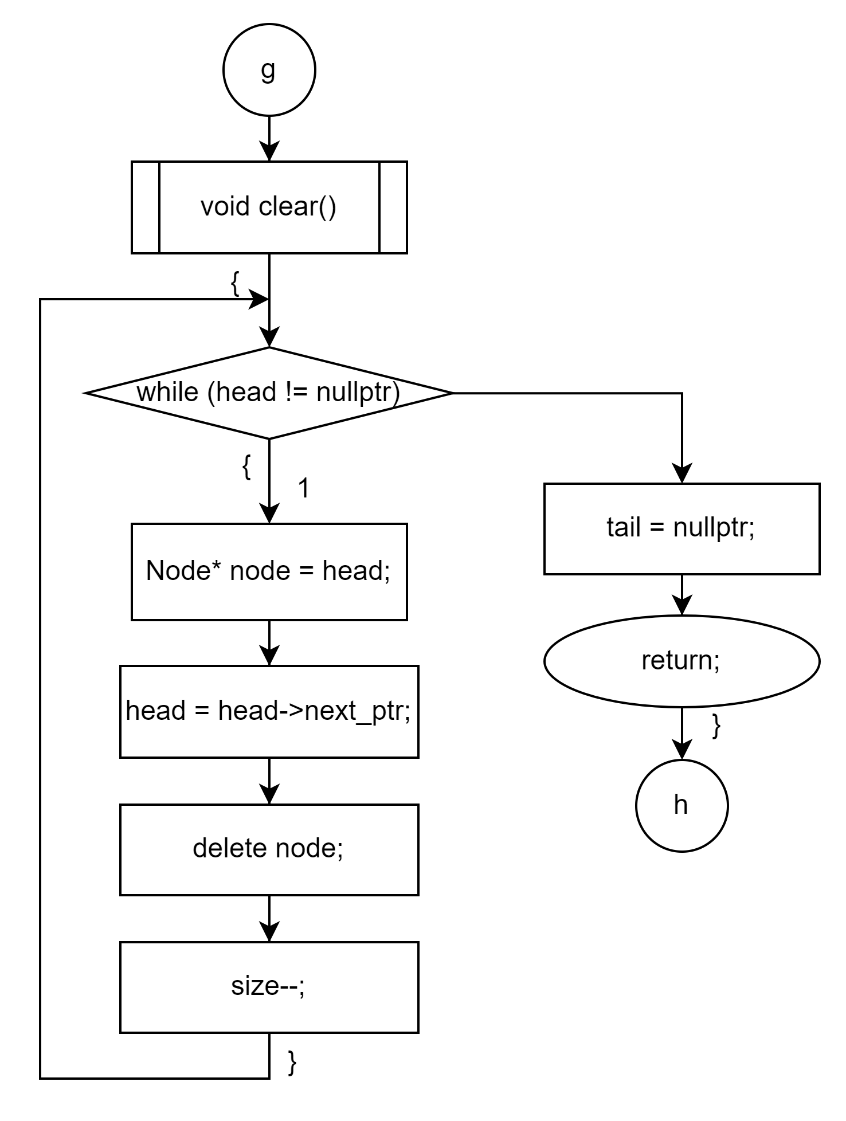 g
void clear()
{
while (head != nullptr)
{
1
Node* node = head;
head = head->next_ptr;
delete node;
size--;
}
tail = nullptr;
return;
}
h